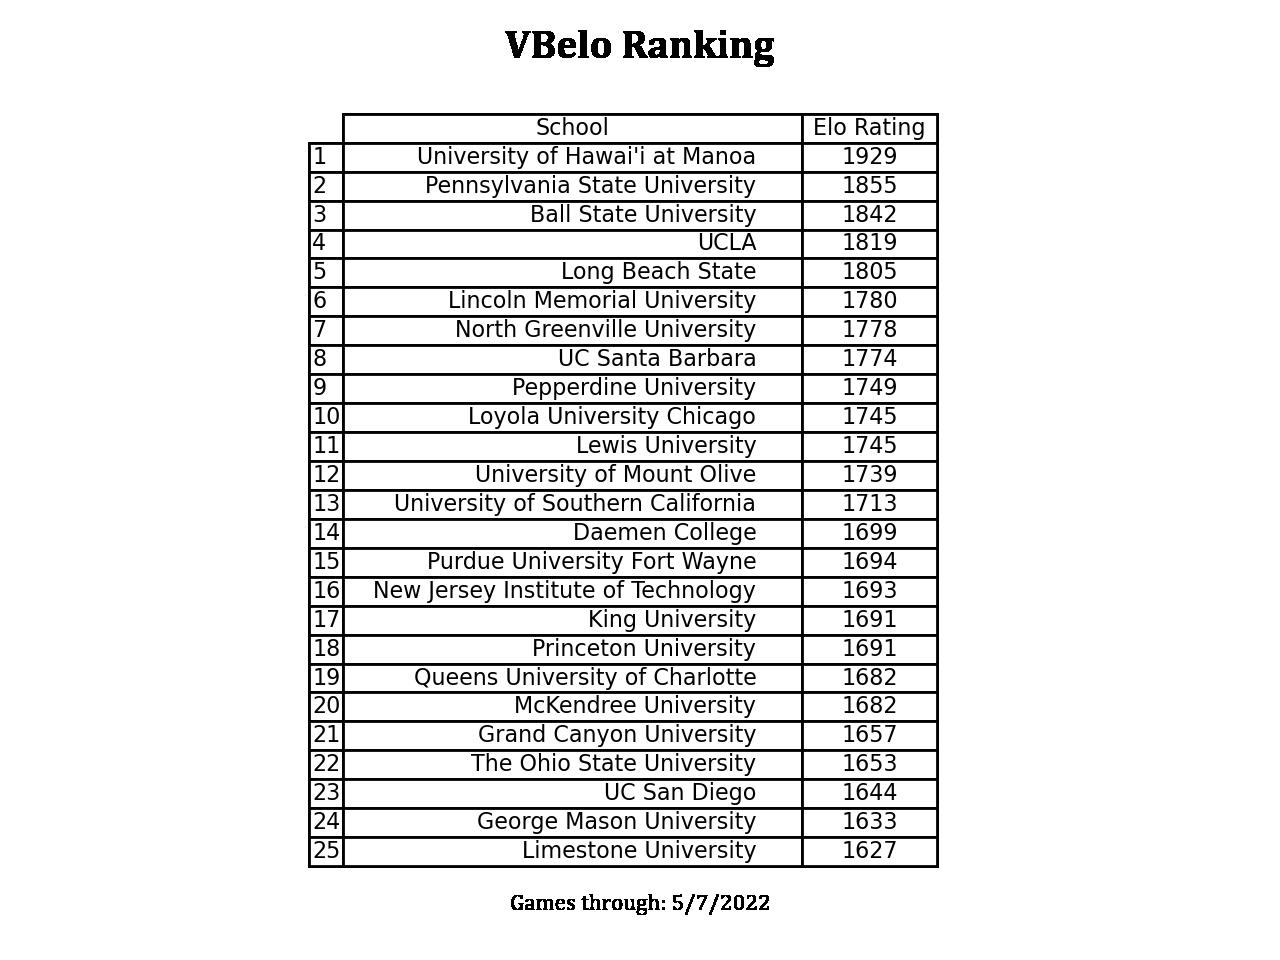 VBelo Ranking
School Elo Rating
1 University of Hawai'i at Manoa 1929
2 Pennsylvania State University 1855
3 Ball State University 1842
4 UCLA 1819
5 Long Beach State 1805
6 Lincoln Memorial University 1780
7 North Greenville University 1778
8 UC Santa Barbara 1774
9 Pepperdine University 1749
10 Loyola University Chicago 1745
11 Lewis University 1745
12 University of Mount Olive 1739
13 University of Southern California 1713
14 Daemen College 1699
15 Purdue University Fort Wayne 1694
16 New Jersey Institute of Technology 1693
17 King University 1691
18 Princeton University 1691
19 Queens University of Charlotte 1682
20 McKendree University 1682
21 Grand Canyon University 1657
22 The Ohio State University 1653
23 UC San Diego 1644
24 George Mason University 1633
25 Limestone University 1627
Games through: 5/7/2022